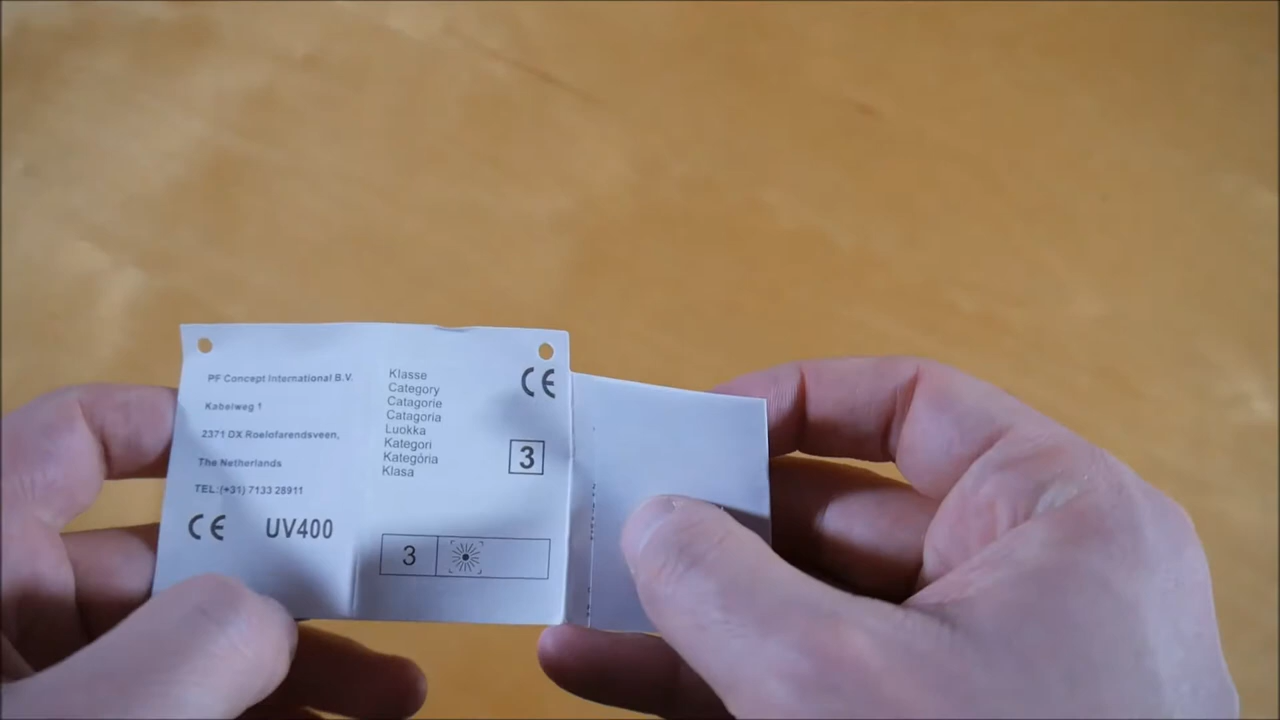 PF Concept International B.V.
Kabelweg 1
2371 DX Roelofarendsveen,
The Netherlands
TEL:(+31) 7133 28911
CE UV400
Klasse
Category
Catagorie
Catagoria
Luokka
Kategori
Kategória
Klasa
CE
3
3